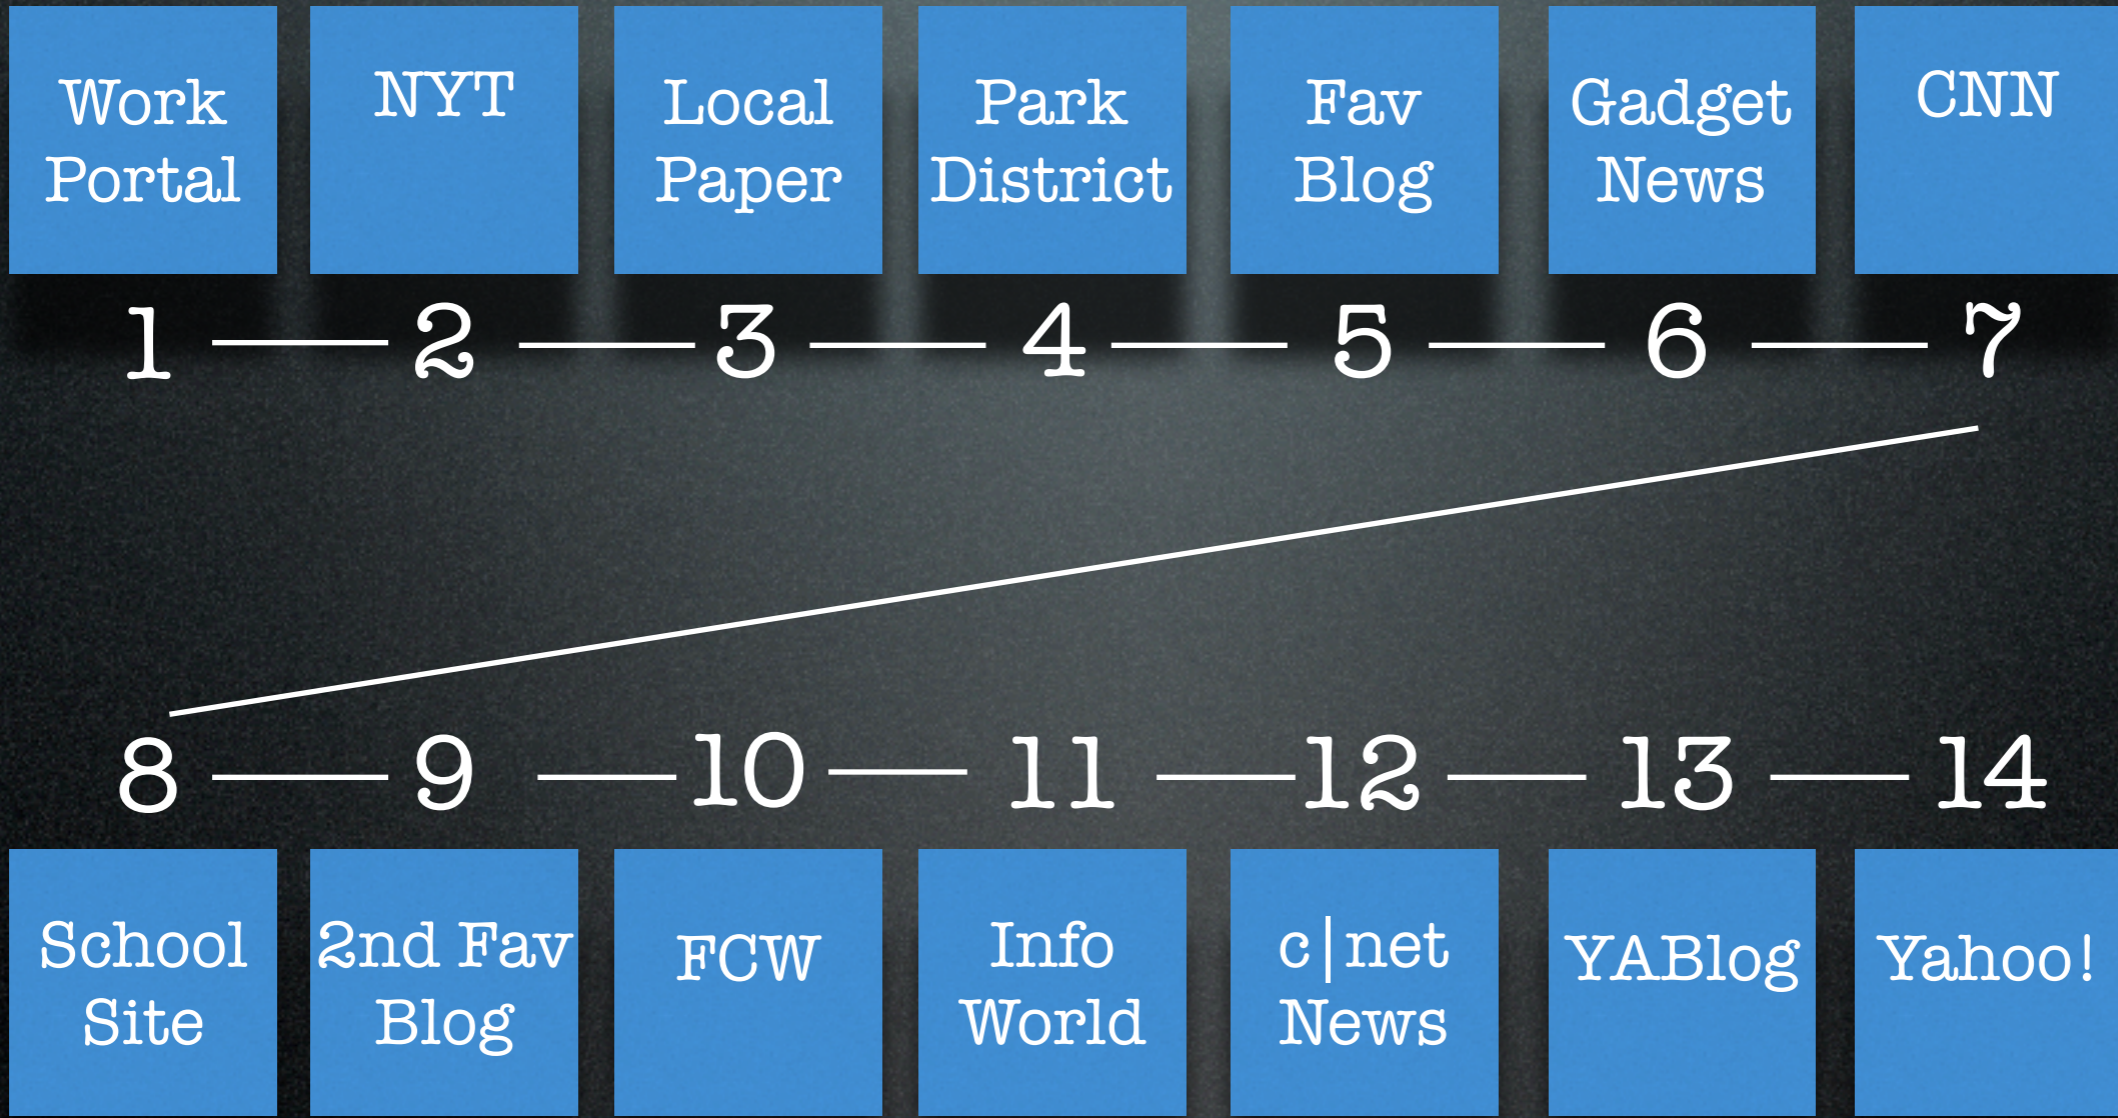 Work
Portal
NYT
Local
Paper
Park
District
Fav
Blog
Gadget
News
CNN
1 2 3 4 5 6 7
8 9 10 11 12 13 14
School
Site
2nd Fav
Blog
FCW
Info
World
c|net
News
YABlog
Yahoo!